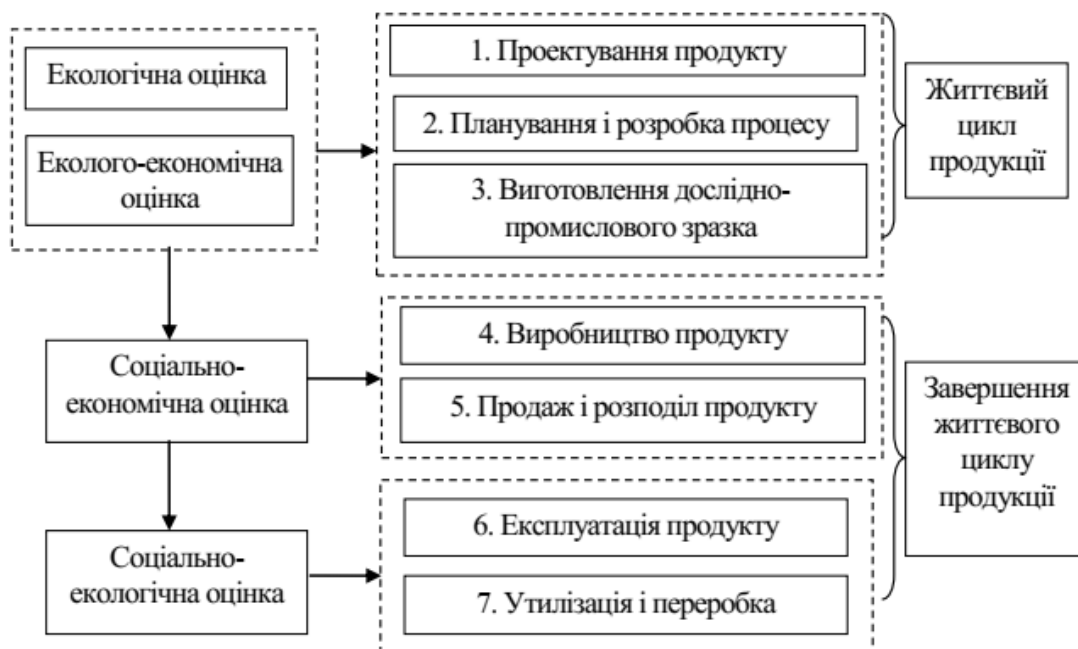 Екологічна оцінка
Еколого-економічна
оцінка
1. Проектування продукту
2. Планування і розробка процесу
3. Виготовлення дослідно-
промислового зразка
Життєвий
цикл
продукції
Соціально-
економічна оцінка
4. Виробництво продукту
5. Продаж і розподіл продукту
Завершення
життєвого
циклу
продукції
Соціально-
екологічна оцінка
6. Експлуатація продукту
7. Утилізація і переробка